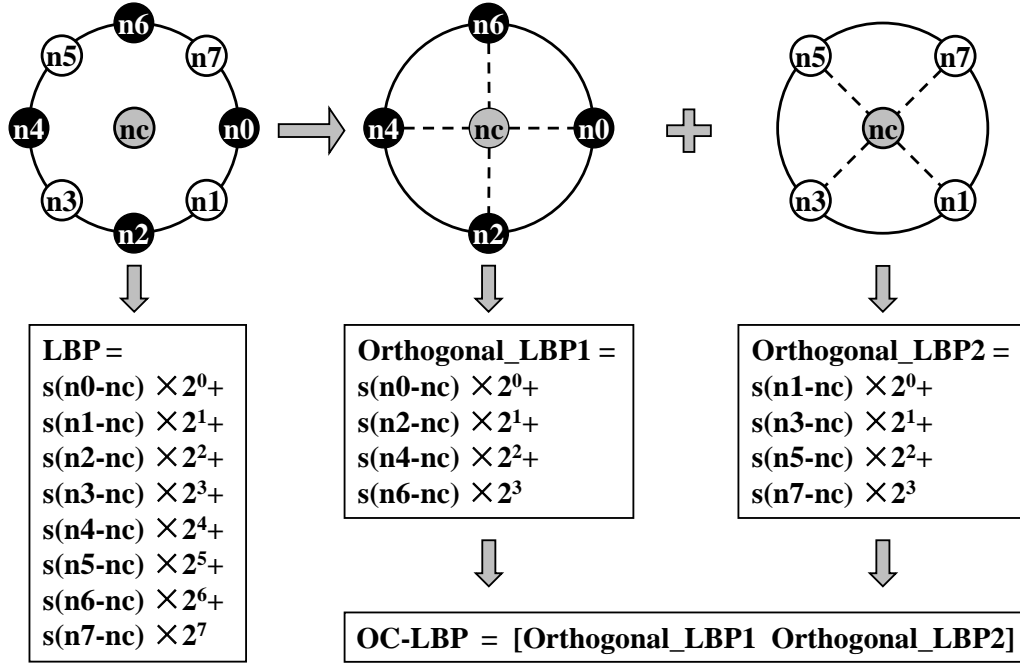 n6
n5
n7
n4
nc
n0
n3
n1
n2
n6
n4
nc
n0
n2
n5
n7
nc
n3
n1
LBP =
s(n0-nc) ×2⁰+
s(n1-nc) ×2¹+
s(n2-nc) ×2²+
s(n3-nc) ×2³+
s(n4-nc) ×2⁴+
s(n5-nc) ×2⁵+
s(n6-nc) ×2⁶+
s(n7-nc) ×2⁷
Orthogonal_LBP1 =
s(n0-nc) ×2⁰+
s(n2-nc) ×2¹+
s(n4-nc) ×2²+
s(n6-nc) ×2³
Orthogonal_LBP2 =
s(n1-nc) ×2⁰+
s(n3-nc) ×2¹+
s(n5-nc) ×2²+
s(n7-nc) ×2³
OC-LBP = [Orthogonal_LBP1 Orthogonal_LBP2]